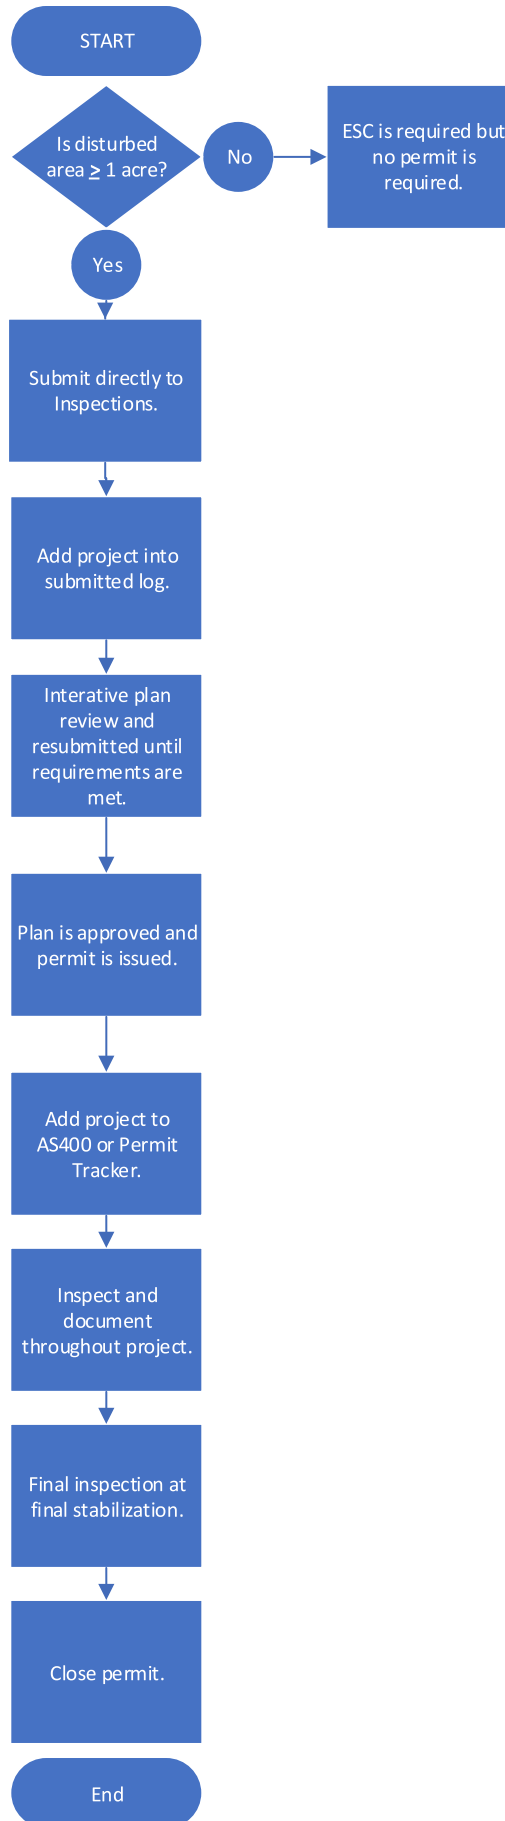 START
Is disturbed
area ≥ 1 acre?
No
ESC is required but
no permit is
required.
Yes
Submit directly to
Inspections.
Add project into
submitted log.
Interative plan
review and
resubmitted until
requirements are
met.
Plan is approved and
permit is issued.
Add project to
AS400 or Permit
Tracker.
Inspect and
document
throughout project.
Final inspection at
final stabilization.
Close permit.
End